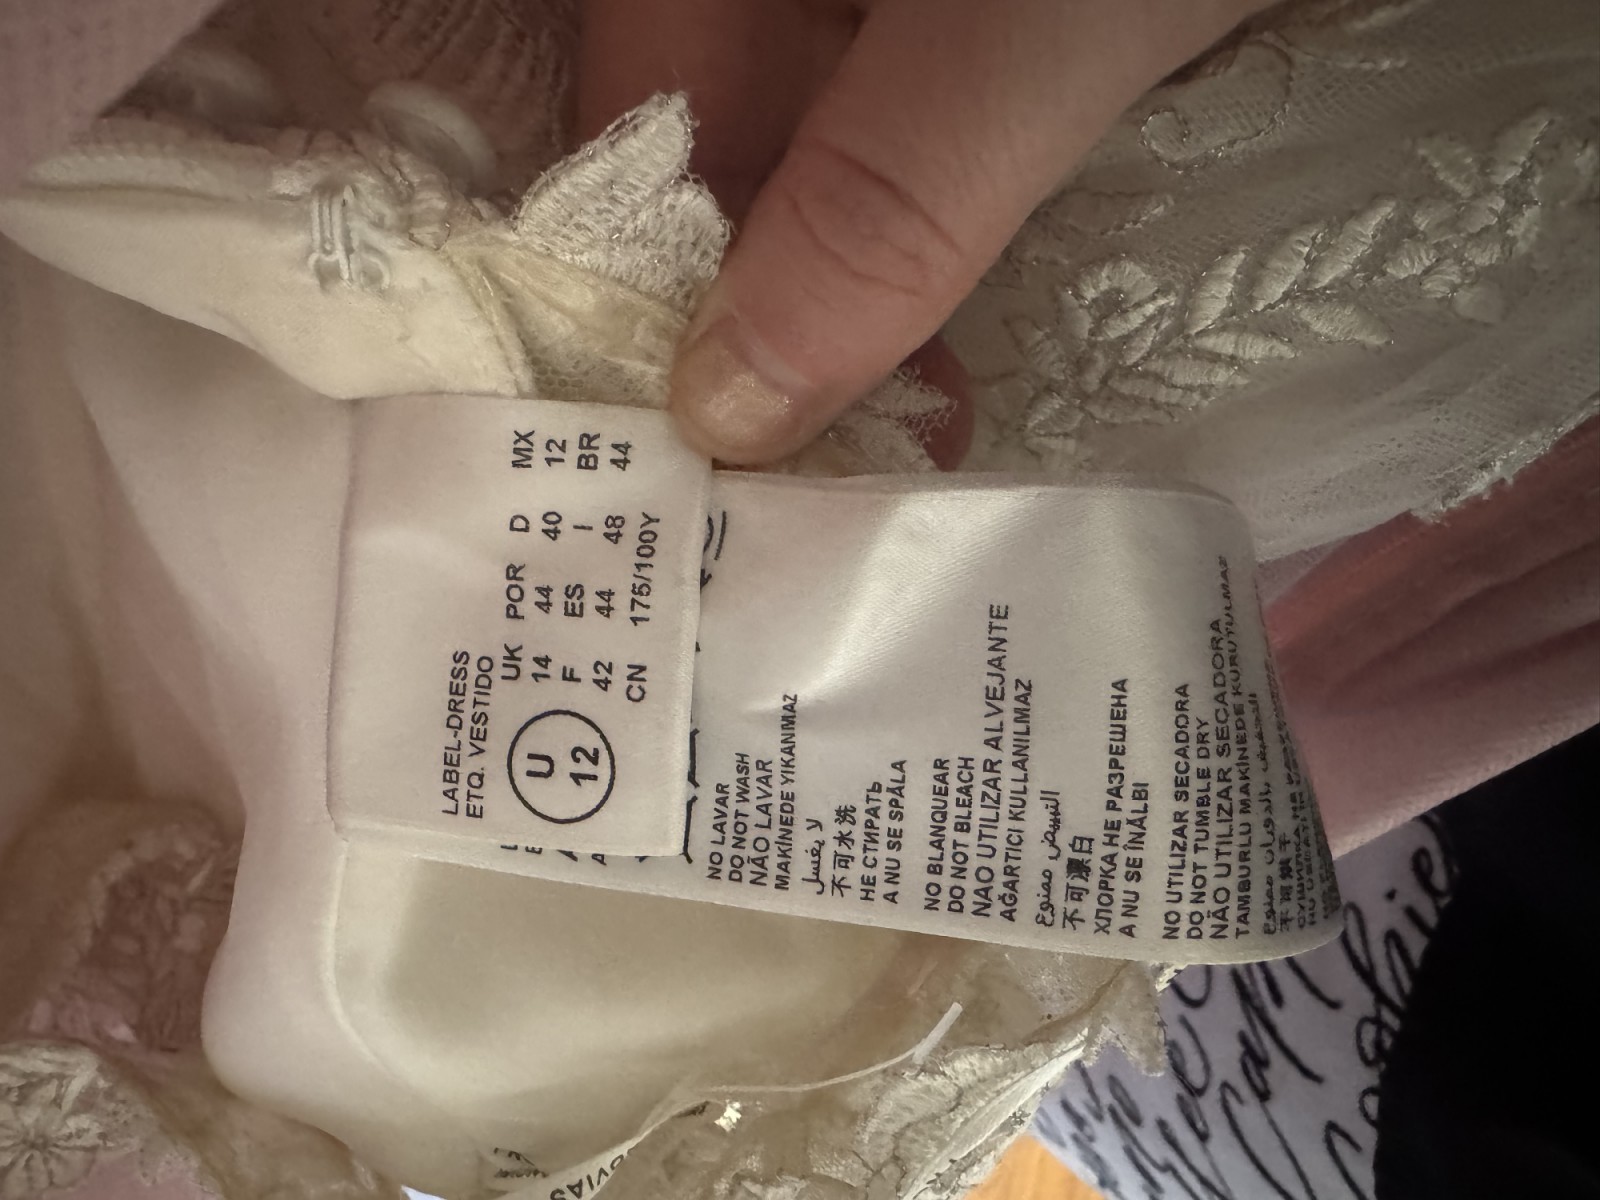 LABEL-DRESS
ETQ. VESTIDO
U
12
UK POR D MX
14 44 40 12
F ES I BR
42 44 48 44
CN 175/100Y
NO LAVAR
DO NOT WASH
NÃO LAVAR
MAKİNEDE YIKANMAZ
لا يغسل
不可水洗
НЕ СТИРАТЬ
A NU SE SPĂLA
NO BLANQUEAR
DO NOT BLEACH
NAO UTILIZAR ALVEJANTE
AĞARTICI KULLANILMAZ
التبييض ممنوع
不可漂白
ХЛОРКА НЕ РАЗРЕШЕНА
A NU SE ÎNĂLBI
NO UTILIZAR SECADORA
DO NOT TUMBLE DRY
NÃO UTILIZAR SECADORA
TAMBURLU MAKİNEDE KURUTULMAZ